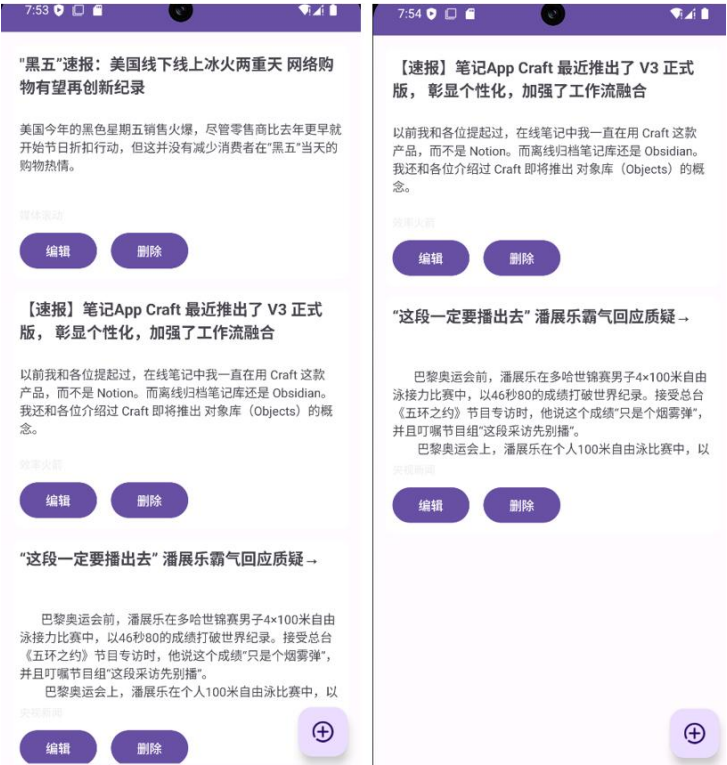 7:53
"黑五"速报：美国线下线上冰火两重天 网络购
物有望再创新纪录
美国今年的黑色星期五销售火爆，尽管零售商比去年更早就
开始节日折扣行动，但这并没有减少消费者在"黑五"当天的
购物热情。
媒体滚动
编辑 删除
【速报】笔记App Craft 最近推出了 V3 正式
版， 彰显个性化，加强了工作流融合
以前我和各位提起过，在线笔记中我一直在用 Craft 这款
产品，而不是 Notion。而离线归档笔记库还是 Obsidian。
我还和各位介绍过 Craft 即将推出 对象库（Objects）的概
念。
效率火箭
编辑 删除
“这段一定要播出去” 潘展乐霸气回应质疑→
巴黎奥运会前，潘展乐在多哈世锦赛男子4×100米自由
泳接力比赛中，以46秒80的成绩打破世界纪录。接受总台
《五环之约》节目专访时，他说这个成绩“只是个烟雾弹”，
并且叮嘱节目组“这段采访先别播”。
巴黎奥运会上，潘展乐在个人100米自由泳比赛中，以
央视新闻
编辑 删除
7:54
【速报】笔记App Craft 最近推出了 V3 正式
版， 彰显个性化，加强了工作流融合
以前我和各位提起过，在线笔记中我一直在用 Craft 这款
产品，而不是 Notion。而离线归档笔记库还是 Obsidian。
我还和各位介绍过 Craft 即将推出 对象库（Objects）的概
念。
效率火箭
编辑 删除
“这段一定要播出去” 潘展乐霸气回应质疑→
巴黎奥运会前，潘展乐在多哈世锦赛男子4×100米自由
泳接力比赛中，以46秒80的成绩打破世界纪录。接受总台
《五环之约》节目专访时，他说这个成绩“只是个烟雾弹”，
并且叮嘱节目组“这段采访先别播”。
巴黎奥运会上，潘展乐在个人100米自由泳比赛中，以
央视新闻
编辑 删除